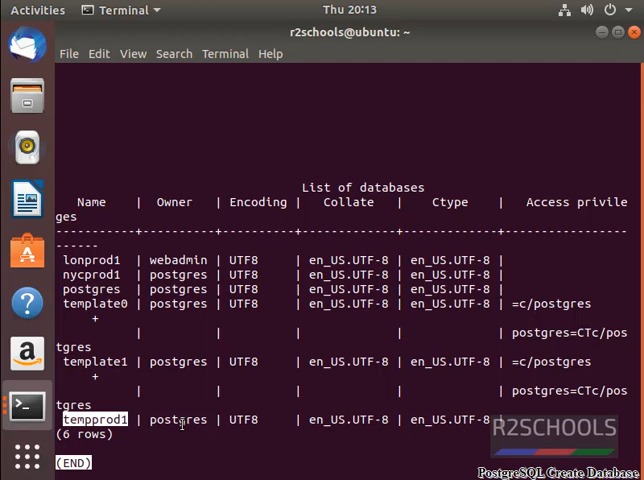 Activities Terminal Thu 20:13
r2schools@ubuntu: ~
File Edit View Search Terminal Help
List of databases
Name | Owner | Encoding | Collate | Ctype | Access privile
ges
-----------+----------+----------+-------------+-------------+-----------------
------
lonprod1 | webadmin | UTF8 | en_US.UTF-8 | en_US.UTF-8 |
nycprod1 | postgres | UTF8 | en_US.UTF-8 | en_US.UTF-8 |
postgres | postgres | UTF8 | en_US.UTF-8 | en_US.UTF-8 |
template0 | postgres | UTF8 | en_US.UTF-8 | en_US.UTF-8 | =c/postgres
+
| | | | | postgres=CTc/pos
tgres
template1 | postgres | UTF8 | en_US.UTF-8 | en_US.UTF-8 | =c/postgres
+
| | | | | postgres=CTc/pos
tgres
tempprod1 | postgres | UTF8 | en_US.UTF-8 | en_US.UTF-8 |
(6 rows)
R2SCHOOLS
(END)
PostgreSQL Create Database